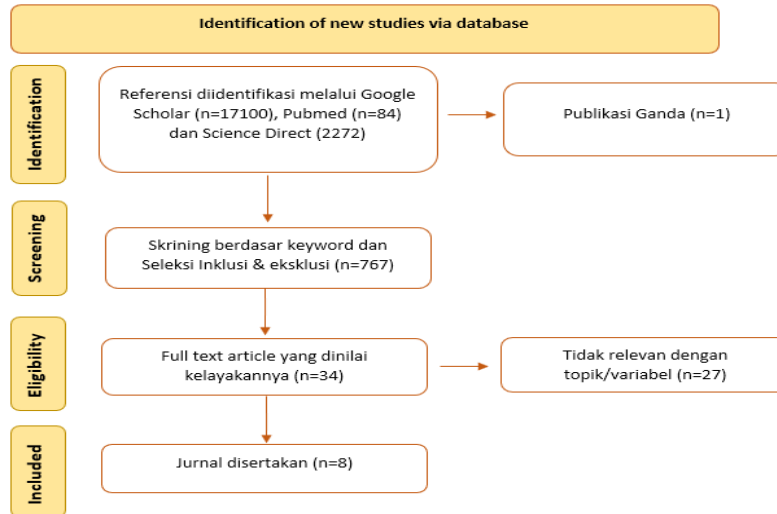 Identification of new studies via database
Identification
Referensi diidentifikasi melalui Google
Scholar (n=17100), Pubmed (n=84)
dan Science Direct (2272)
Publikasi Ganda (n=1)
Screening
Skrining berdasar keyword dan
Seleksi Inklusi & eksklusi (n=767)
Eligibility
Full text article yang dinilai
kelayakannya (n=34)
Tidak relevan dengan
topik/variabel (n=27)
Included
Jurnal disertakan (n=8)